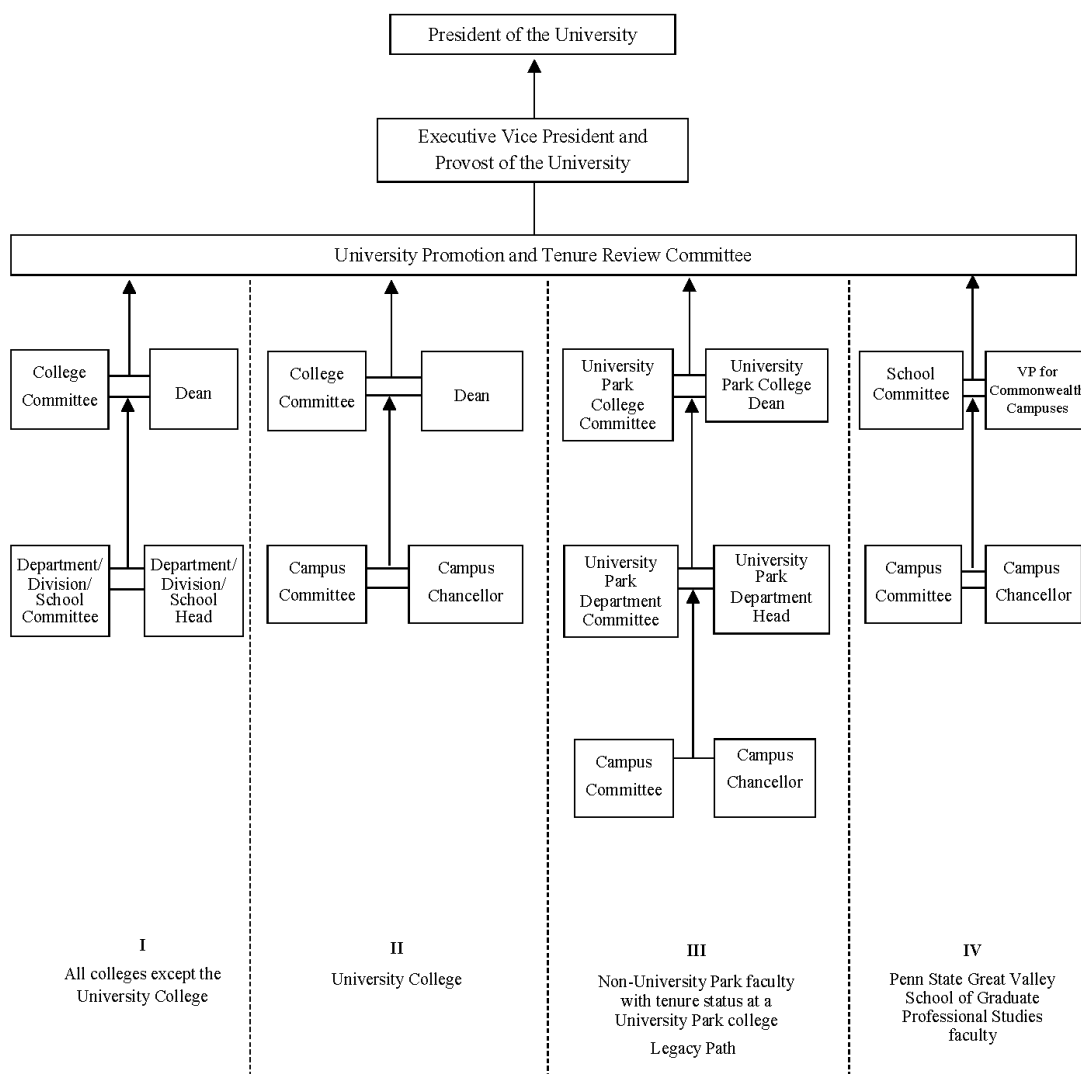 President of the University
Executive Vice President and
Provost of the University
University Promotion and Tenure Review Committee
College
Committee
Dean
College
Committee
Dean
University
Park
College
Committee
University
Park College
Dean
School
Committee
VP for
Commonwealth
Campuses
Department/
Division/
School
Committee
Department/
Division/
School
Head
Campus
Committee
Campus
Chancellor
University
Park
Department
Committee
University
Park
Department
Head
Campus
Committee
Campus
Chancellor
Campus
Committee
Campus
Chancellor
I
All colleges except the
University College
II
University College
III
Non-University Park faculty
with tenure status at a
University Park college
Legacy Path
IV
Penn State Great Valley
School of Graduate
Professional Studies
faculty